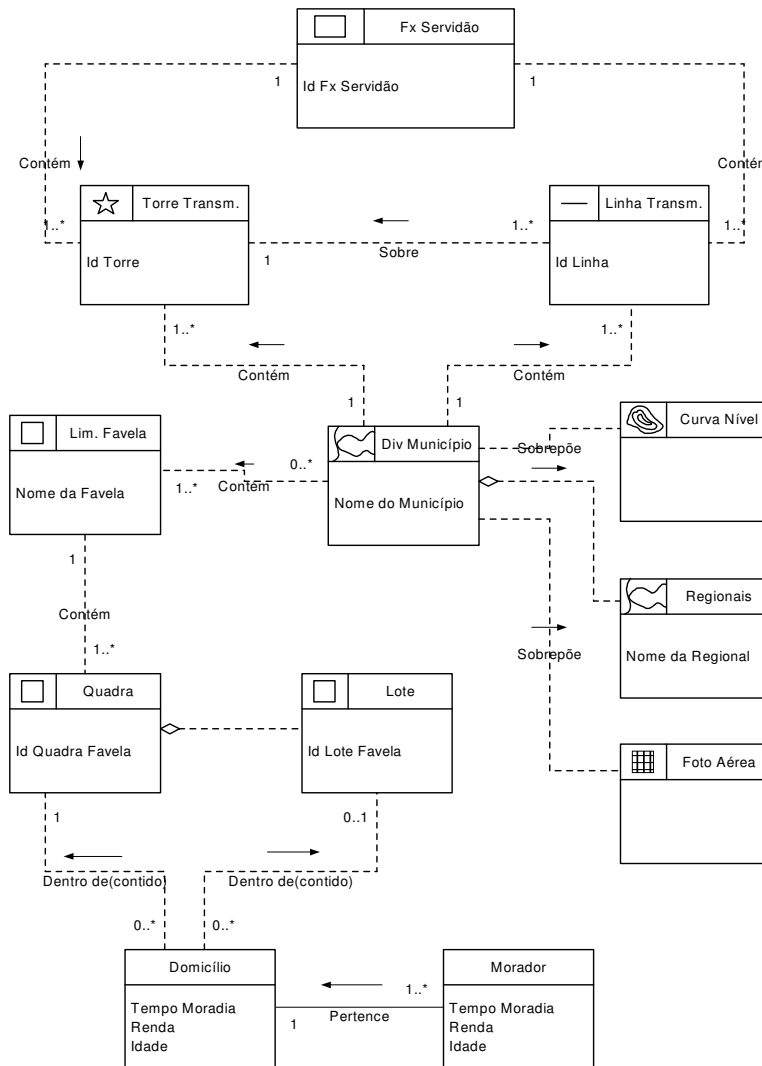 Fx Servidão
Id Fx Servidão
1
1
Contém
Contém
Torre Transm.
Linha Transm.
1..*
1..*
1..*
Id Torre
1
Sobre
Id Linha
1..*
1..*
Contém
Contém
1
1
Lim. Favela
Div Município
Curva Nível
Sobrepõe
0..*
1..*
Contém
Nome da Favela
Nome do Município
1
Regionais
Contém
1..*
Sobrepõe
Nome da Regional
Quadra
Lote
Id Quadra Favela
Id Lote Favela
Foto Aérea
1
0..1
Dentro de(contido)
Dentro de(contido)
0..*
0..*
Domicílio
Morador
1..*
Tempo Moradia
Renda
Idade
1
Pertence
Tempo Moradia
Renda
Idade